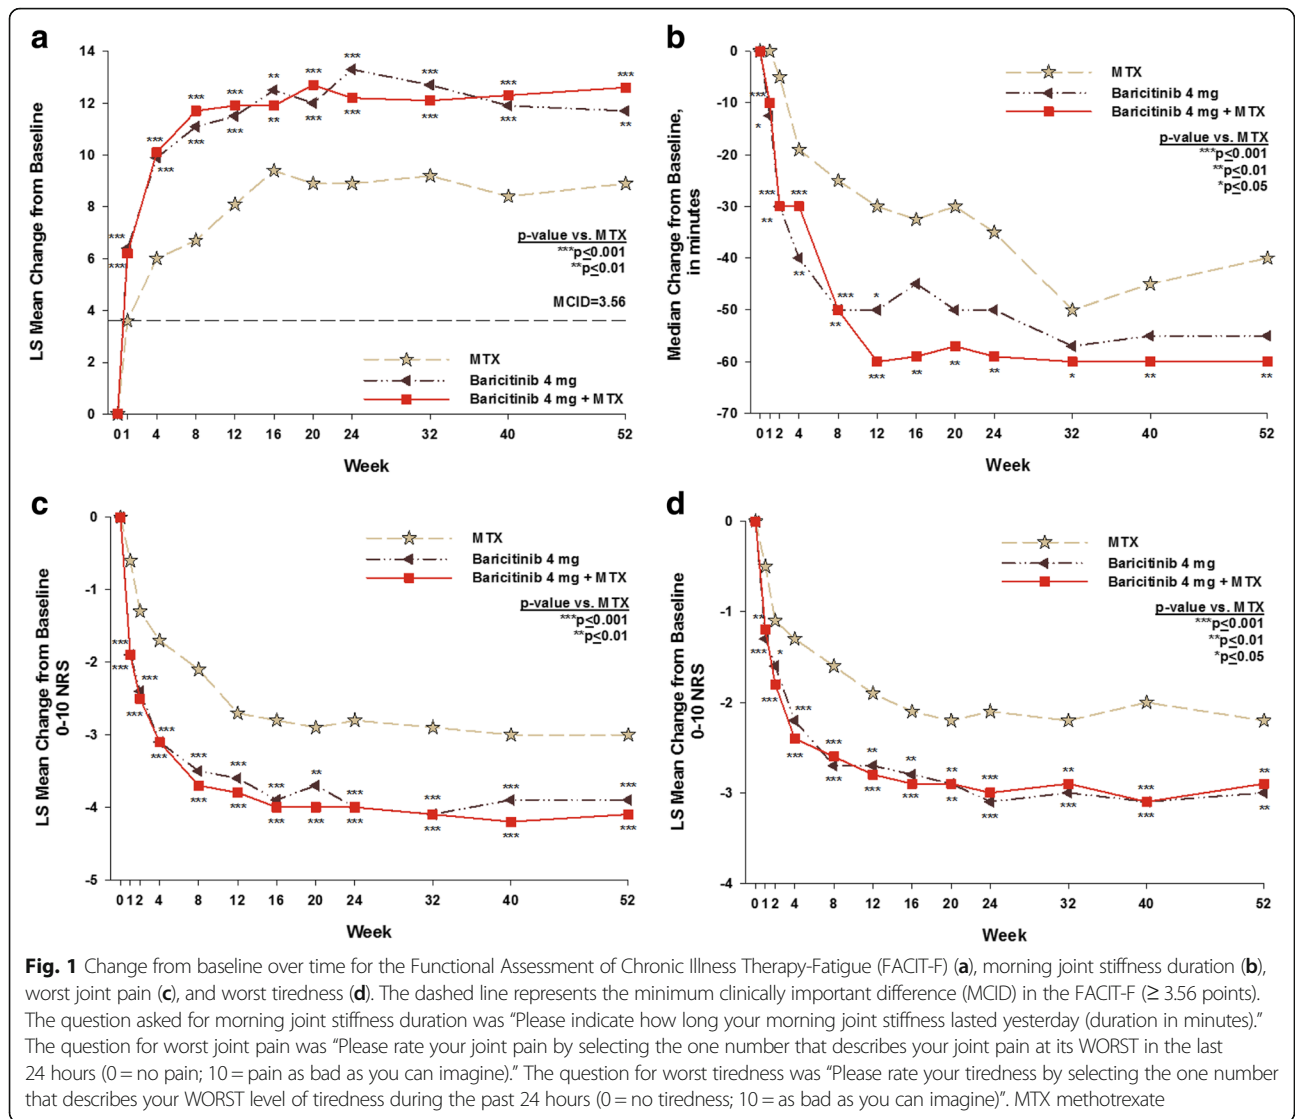 a
LS Mean Change from Baseline
14
12
10
8
6
4
2
0
*** *** *** *** ** *** *** *** *** ***
*** *** *** *** ** *** *** *** *** **
p-value vs. MTX
***p≤0.001
**p≤0.01
MCID=3.56
MTX
Baricitinib 4 mg
Baricitinib 4 mg + MTX
0 1 4 8 12 16 20 24 32 40 52
Week
b
Median Change from Baseline,
in minutes
0
-10
-20
-30
-40
-50
-60
-70
MTX
Baricitinib 4 mg
Baricitinib 4 mg + MTX
p-value vs. MTX
***p≤0.001
**p≤0.01
*p≤0.05
*** *** *** *** *
* ** ** ** *** ** ** ** * ** **
0 1 2 4 8 12 16 20 24 32 40 52
Week
c
LS Mean Change from Baseline
0-10 NRS
0
-1
-2
-3
-4
-5
MTX
Baricitinib 4 mg
Baricitinib 4 mg + MTX
p-value vs. MTX
***p≤0.001
**p≤0.01
*** *** *** *** *** *** ** *** *** *** ***
*** *** *** *** *** *** *** *** *** *** ***
0 1 2 4 8 12 16 20 24 32 40 52
Week
d
LS Mean Change from Baseline
0-10 NRS
0
-1
-2
-3
-4
MTX
Baricitinib 4 mg
Baricitinib 4 mg + MTX
p-value vs. MTX
***p≤0.001
**p≤0.01
*p≤0.05
** * *** *** ** ** ** *** ** *** **
*** *** *** *** *** *** ** *** *** *** **
0 1 2 4 8 12 16 20 24 32 40 52
Week
Fig. 1 Change from baseline over time for the Functional Assessment of Chronic Illness Therapy-Fatigue (FACIT-F) (a), morning joint stiffness duration (b),
worst joint pain (c), and worst tiredness (d). The dashed line represents the minimum clinically important difference (MCID) in the FACIT-F (≥ 3.56 points).
The question asked for morning joint stiffness duration was “Please indicate how long your morning joint stiffness lasted yesterday (duration in minutes).”
The question for worst joint pain was “Please rate your joint pain by selecting the one number that describes your joint pain at its WORST in the last
24 hours (0 = no pain; 10 = pain as bad as you can imagine).” The question for worst tiredness was “Please rate your tiredness by selecting the one number
that describes your WORST level of tiredness during the past 24 hours (0 = no tiredness; 10 = as bad as you can imagine)”. MTX methotrexate